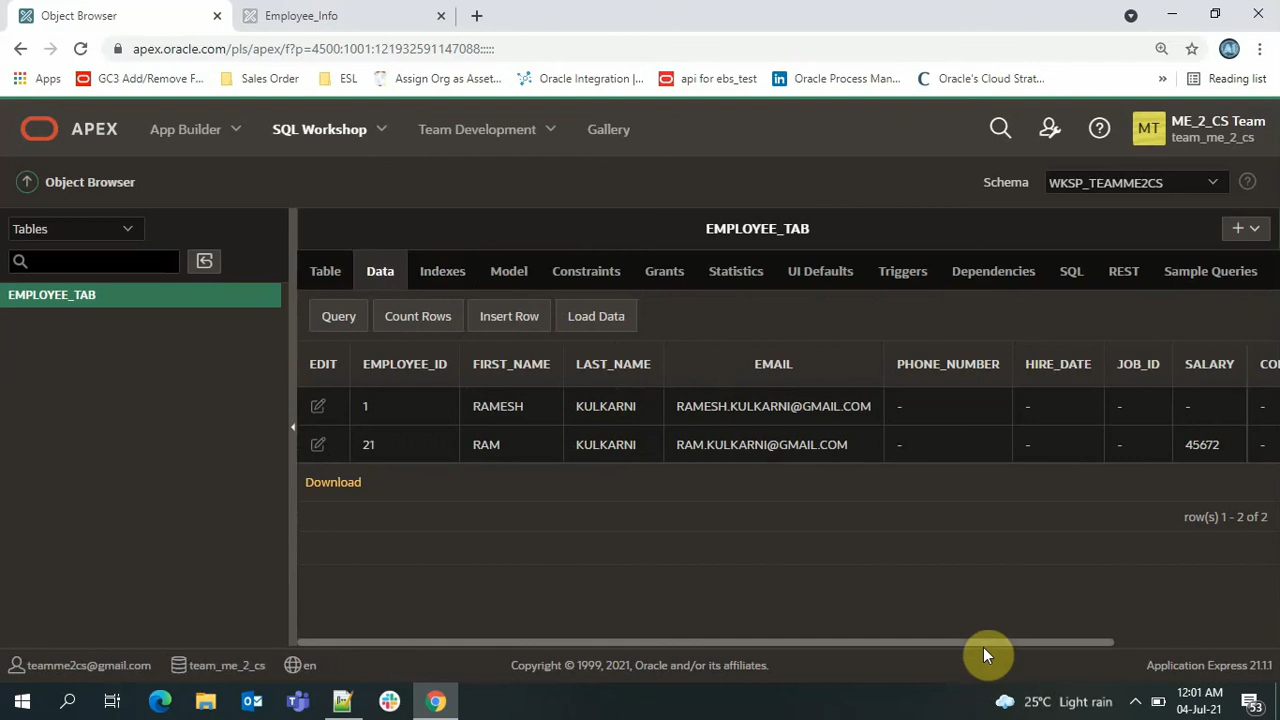 Object Browser
Employee_Info
apex.oracle.com/pls/apex/f?p=4500:1001:121932591147088:::::
Apps GC3 Add/Remove F... Sales Order ESL Assign Org as Asset... Oracle Integration |... api for ebs_test Oracle Process Man... Oracle's Cloud Strat... » Reading list
APEX App Builder SQL Workshop Team Development Gallery MT ME_2_CS Team
team_me_2_cs
Object Browser Schema WKSP_TEAMME2CS
Tables EMPLOYEE_TAB
Table Data Indexes Model Constraints Grants Statistics UI Defaults Triggers Dependencies SQL REST Sample Queries
EMPLOYEE_TAB
Query Count Rows Insert Row Load Data
EDIT EMPLOYEE_ID FIRST_NAME LAST_NAME EMAIL PHONE_NUMBER HIRE_DATE JOB_ID SALARY CO
1 RAMESH KULKARNI RAMESH.KULKARNI@GMAIL.COM - - - - -
21 RAM KULKARNI RAM.KULKARNI@GMAIL.COM - - - 45672 -
Download
row(s) 1 - 2 of 2
teamme2cs@gmail.com team_me_2_cs en Copyright © 1999, 2021, Oracle and/or its affiliates. Application Express 21.1.1
25°C Light rain 12:01 AM
04-Jul-21 53